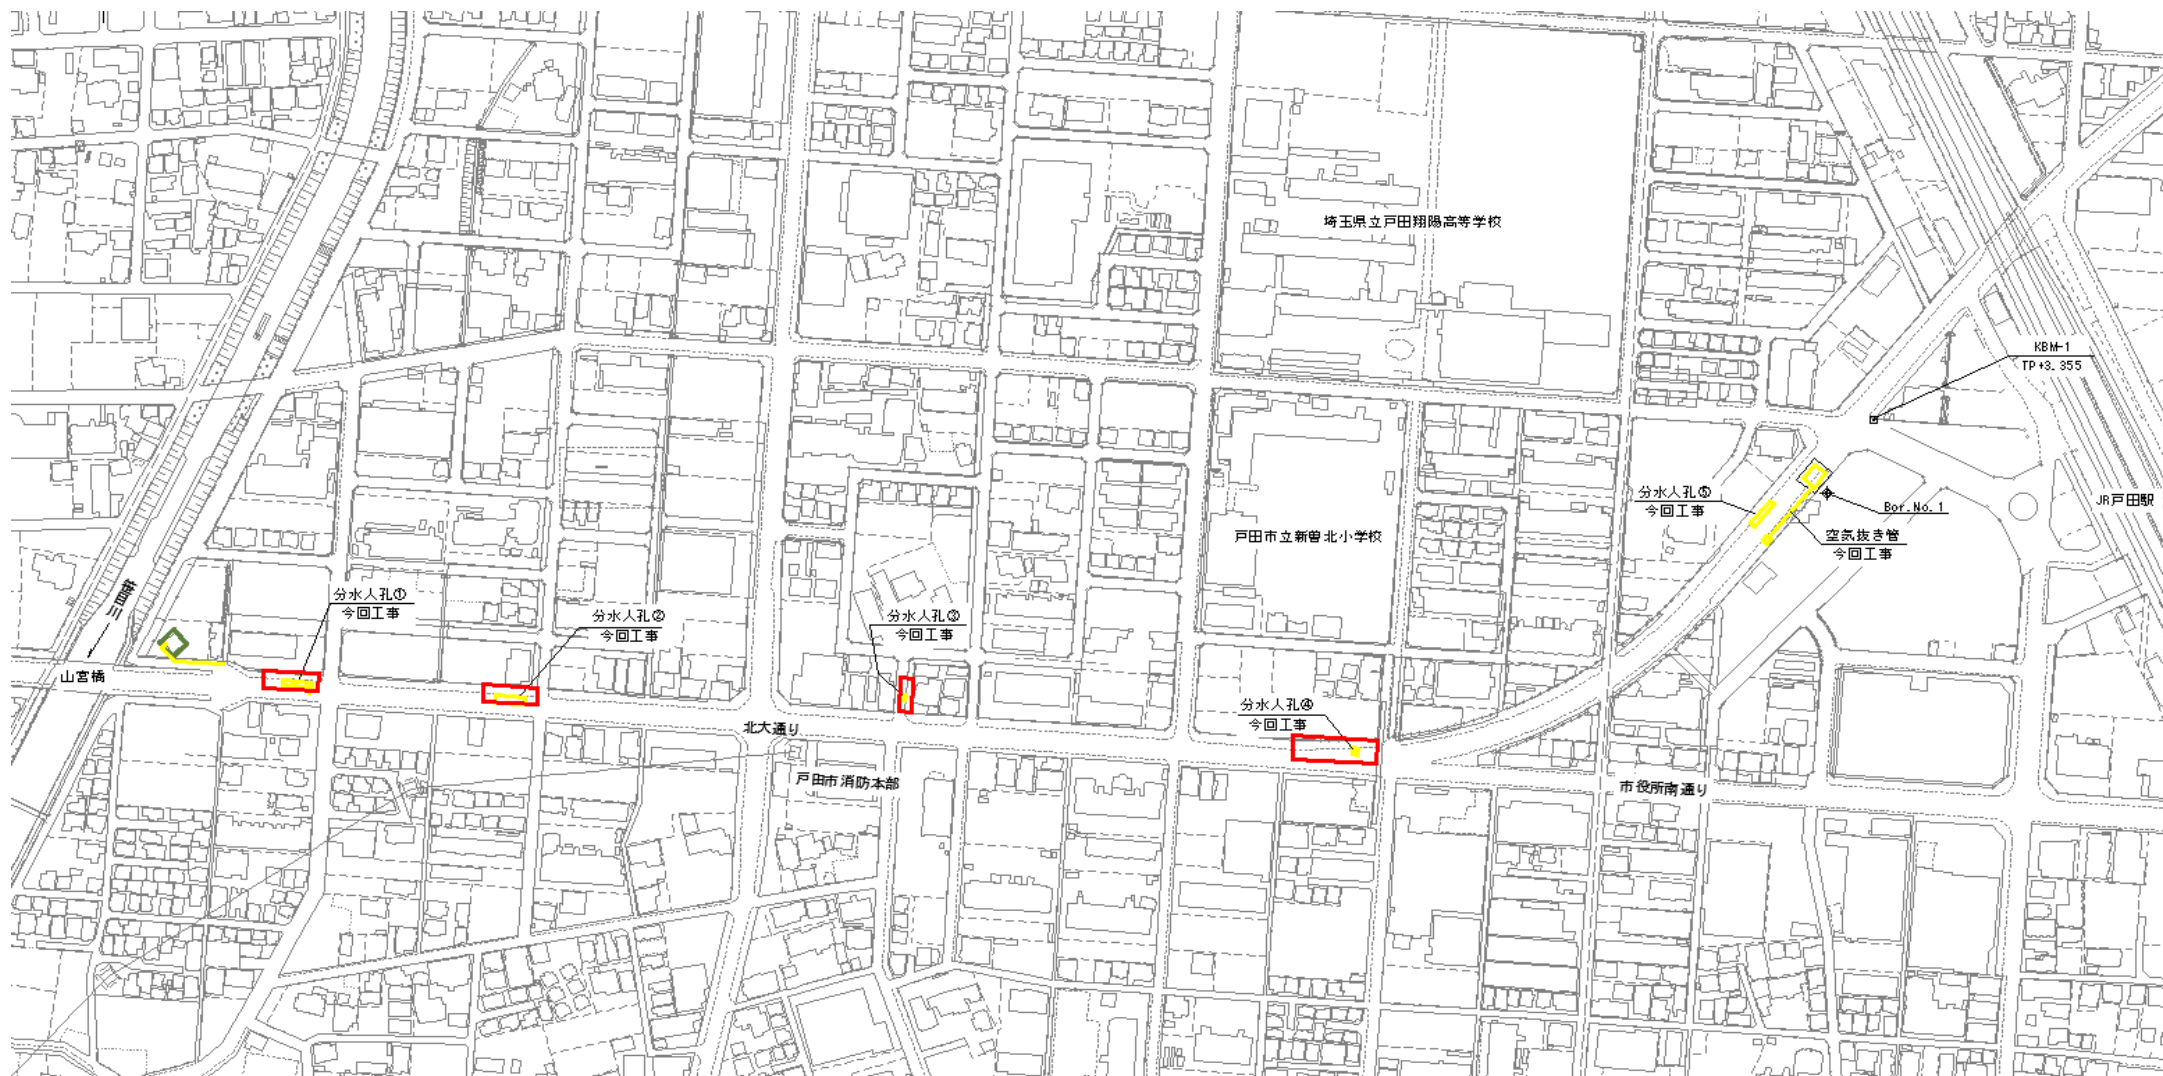 埼玉県立戸田翔陽高等学校
KBM-1
TP+3.355
分水人孔⑤
今回工事
Bor.No.1
JR戸田駅
戸田市立新曽北小学校
空気抜き管
今回工事
笹目川
分水人孔①
今回工事
分水人孔②
今回工事
分水人孔③
今回工事
山宮橋
分水人孔④
今回工事
北大通り
戸田市消防本部
市役所南通り